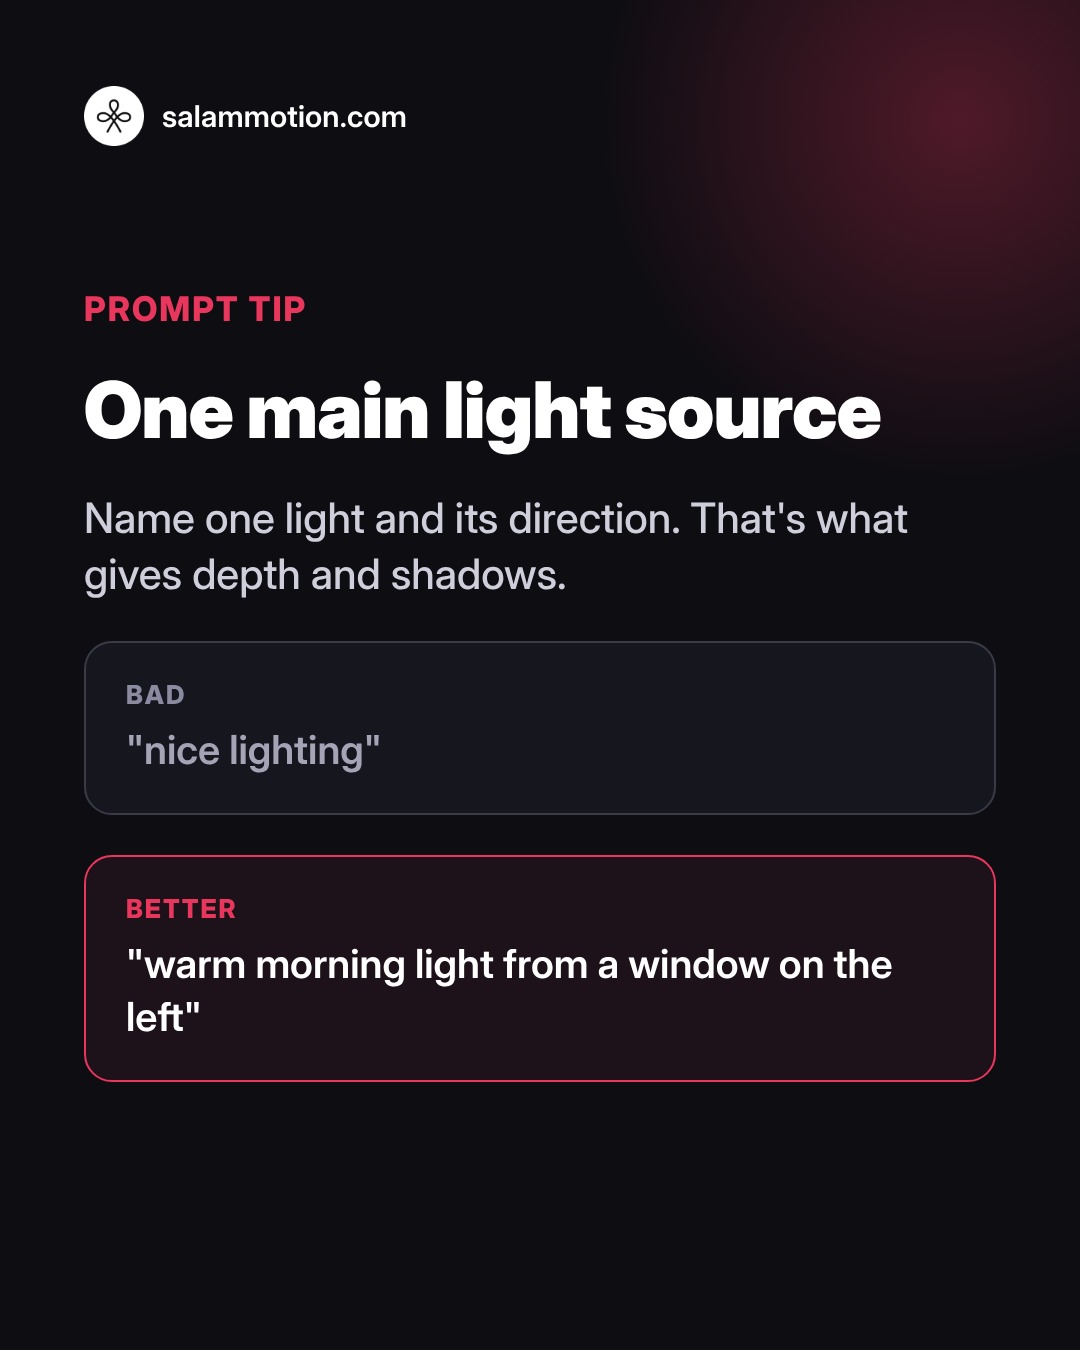 salammotion.com
PROMPT TIP
One main light source
Name one light and its direction. That's what
gives depth and shadows.
BAD
"nice lighting"
BETTER
"warm morning light from a window on the
left"